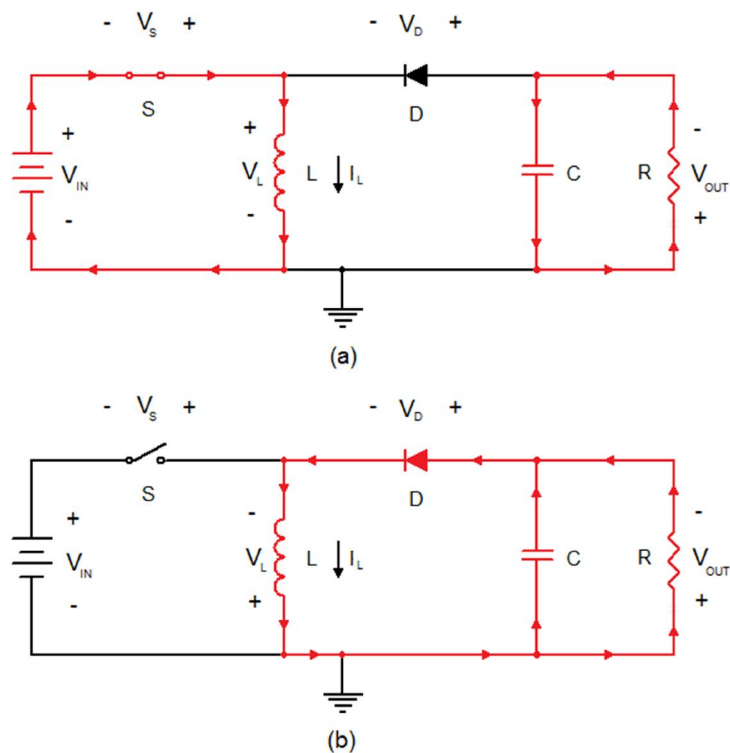 - V_S + - V_D +
S D
+ V_IN - + V_L - L I_L C R - V_OUT +
(a)
- V_S + - V_D +
S D
+ V_IN - - V_L + L I_L C R - V_OUT +
(b)